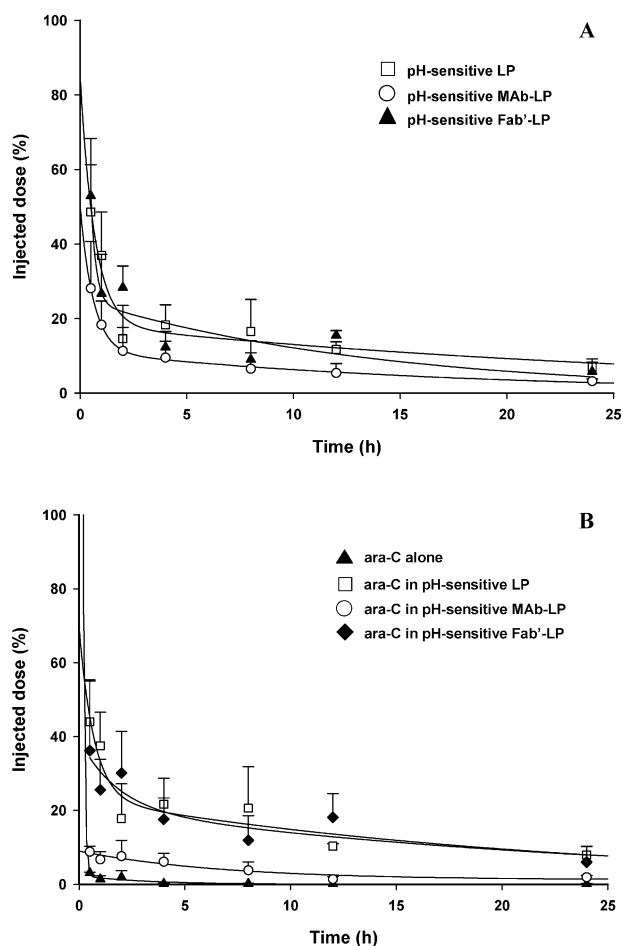 A
pH-sensitive LP
pH-sensitive MAb-LP
pH-sensitive Fab'-LP
Injected dose (%)
100
80
60
40
20
0
0 5 10 15 20 25
Time (h)
B
ara-C alone
ara-C in pH-sensitive LP
ara-C in pH-sensitive MAb-LP
ara-C in pH-sensitive Fab'-LP
Injected dose (%)
100
80
60
40
20
0
0 5 10 15 20 25
Time (h)